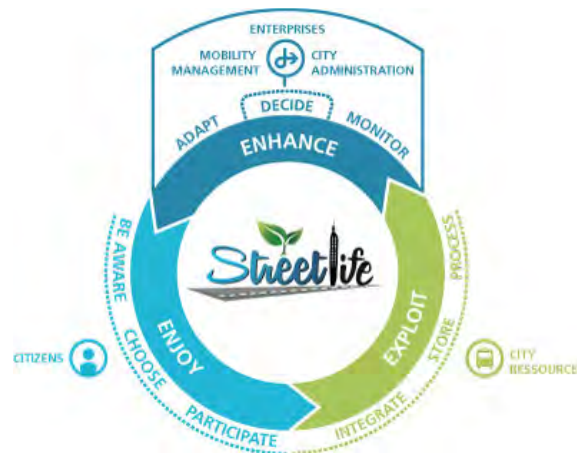 ENTERPRISES
MOBILITY MANAGEMENT
CITY ADMINISTRATION
DECIDE
ADAPT
MONITOR
ENHANCE
Streetlife
BE AWARE
CHOOSE
PARTICIPATE
ENJOY
EXPLOIT
PROCESS
STORE
INTEGRATE
CITIZENS
CITY
RESSOURCE